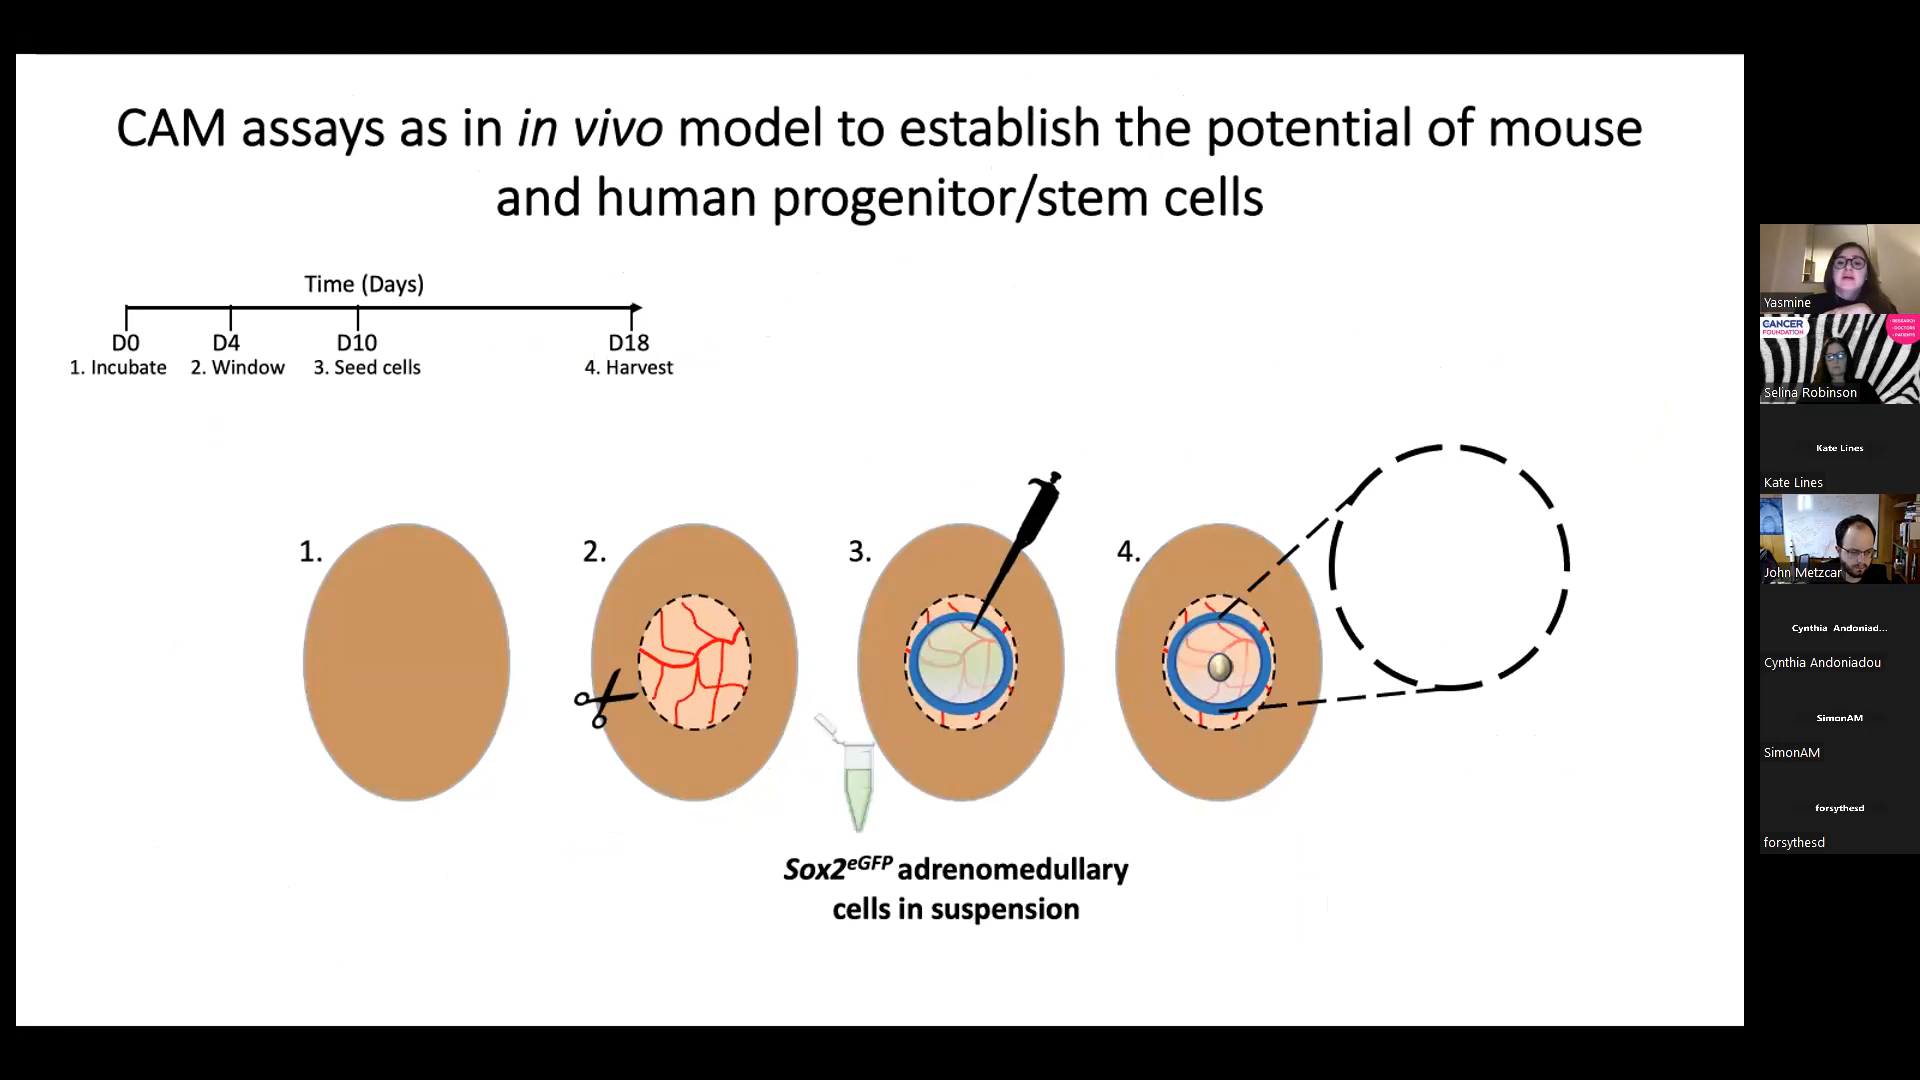 CAM assays as in in vivo model to establish the potential of mouse
and human progenitor/stem cells
Time (Days)
D0 D4 D10 D18
1. Incubate 2. Window 3. Seed cells 4. Harvest
1. 2. 3. 4.
Sox2eGFP adrenomedullary
cells in suspension
Yasmine
CANCER
FOUNDATION
• RESEARCH
• DOCTORS
• PATIENTS
Selina Robinson
Kate Lines
Kate Lines
John Metzcar
Cynthia Andoniad...
Cynthia Andoniadou
SimonAM
SimonAM
forsythesd
forsythesd